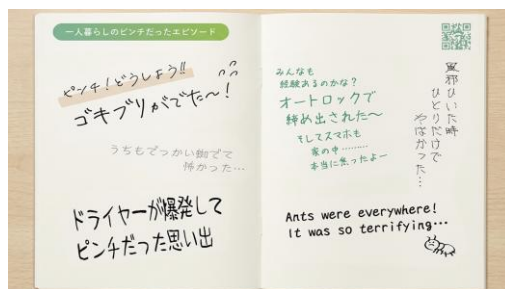 一人暮らしのピンチだったエピソード
ピンチ！どうしよう!!
ゴキブリがでた〜！
うちもでっかい蜘でて
怖かった…
ドライヤーが爆発して
ピンチだった思い出
みんなも
経験あるのかな？
オートロックで
締め出された〜
そしてスマホも
家の中………
本当に焦ったよー
風邪ひいた時
ひとりだけで
やばかった…
Ants were everywhere!
It was so terrifying…